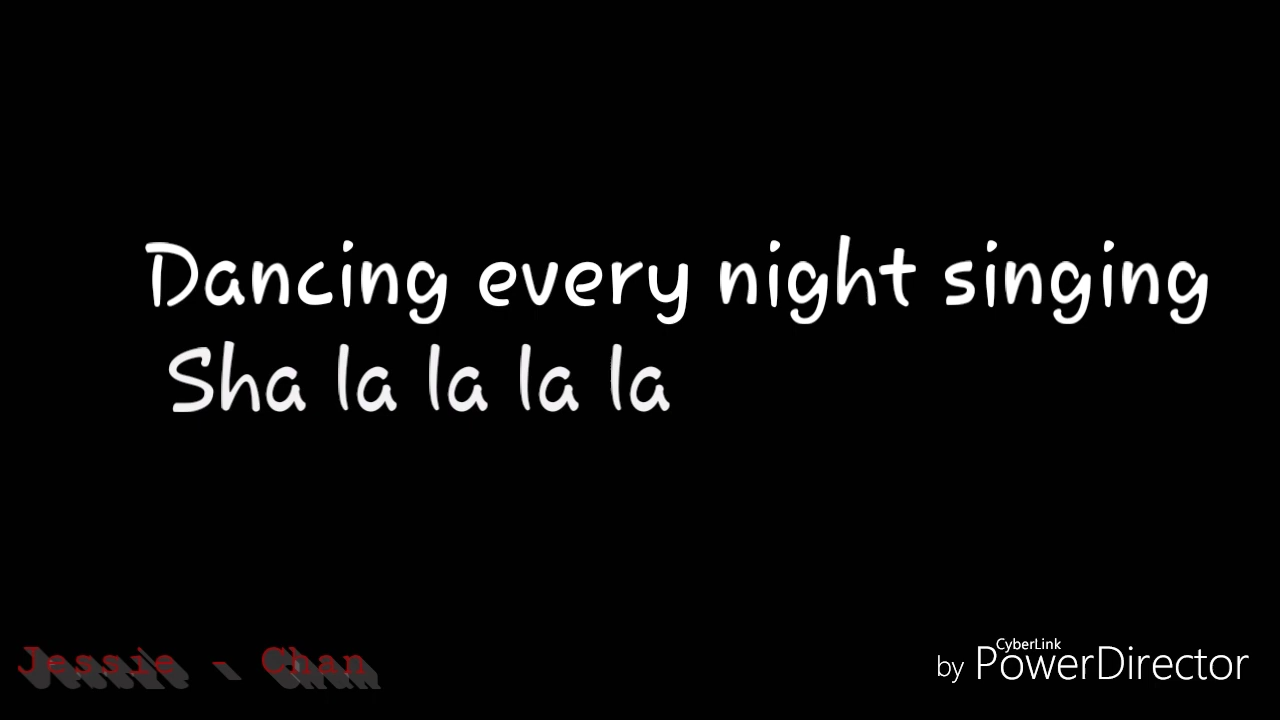 Dancing every night singing
Sha la la la la
Jessie - Chan
by CyberLink PowerDirector